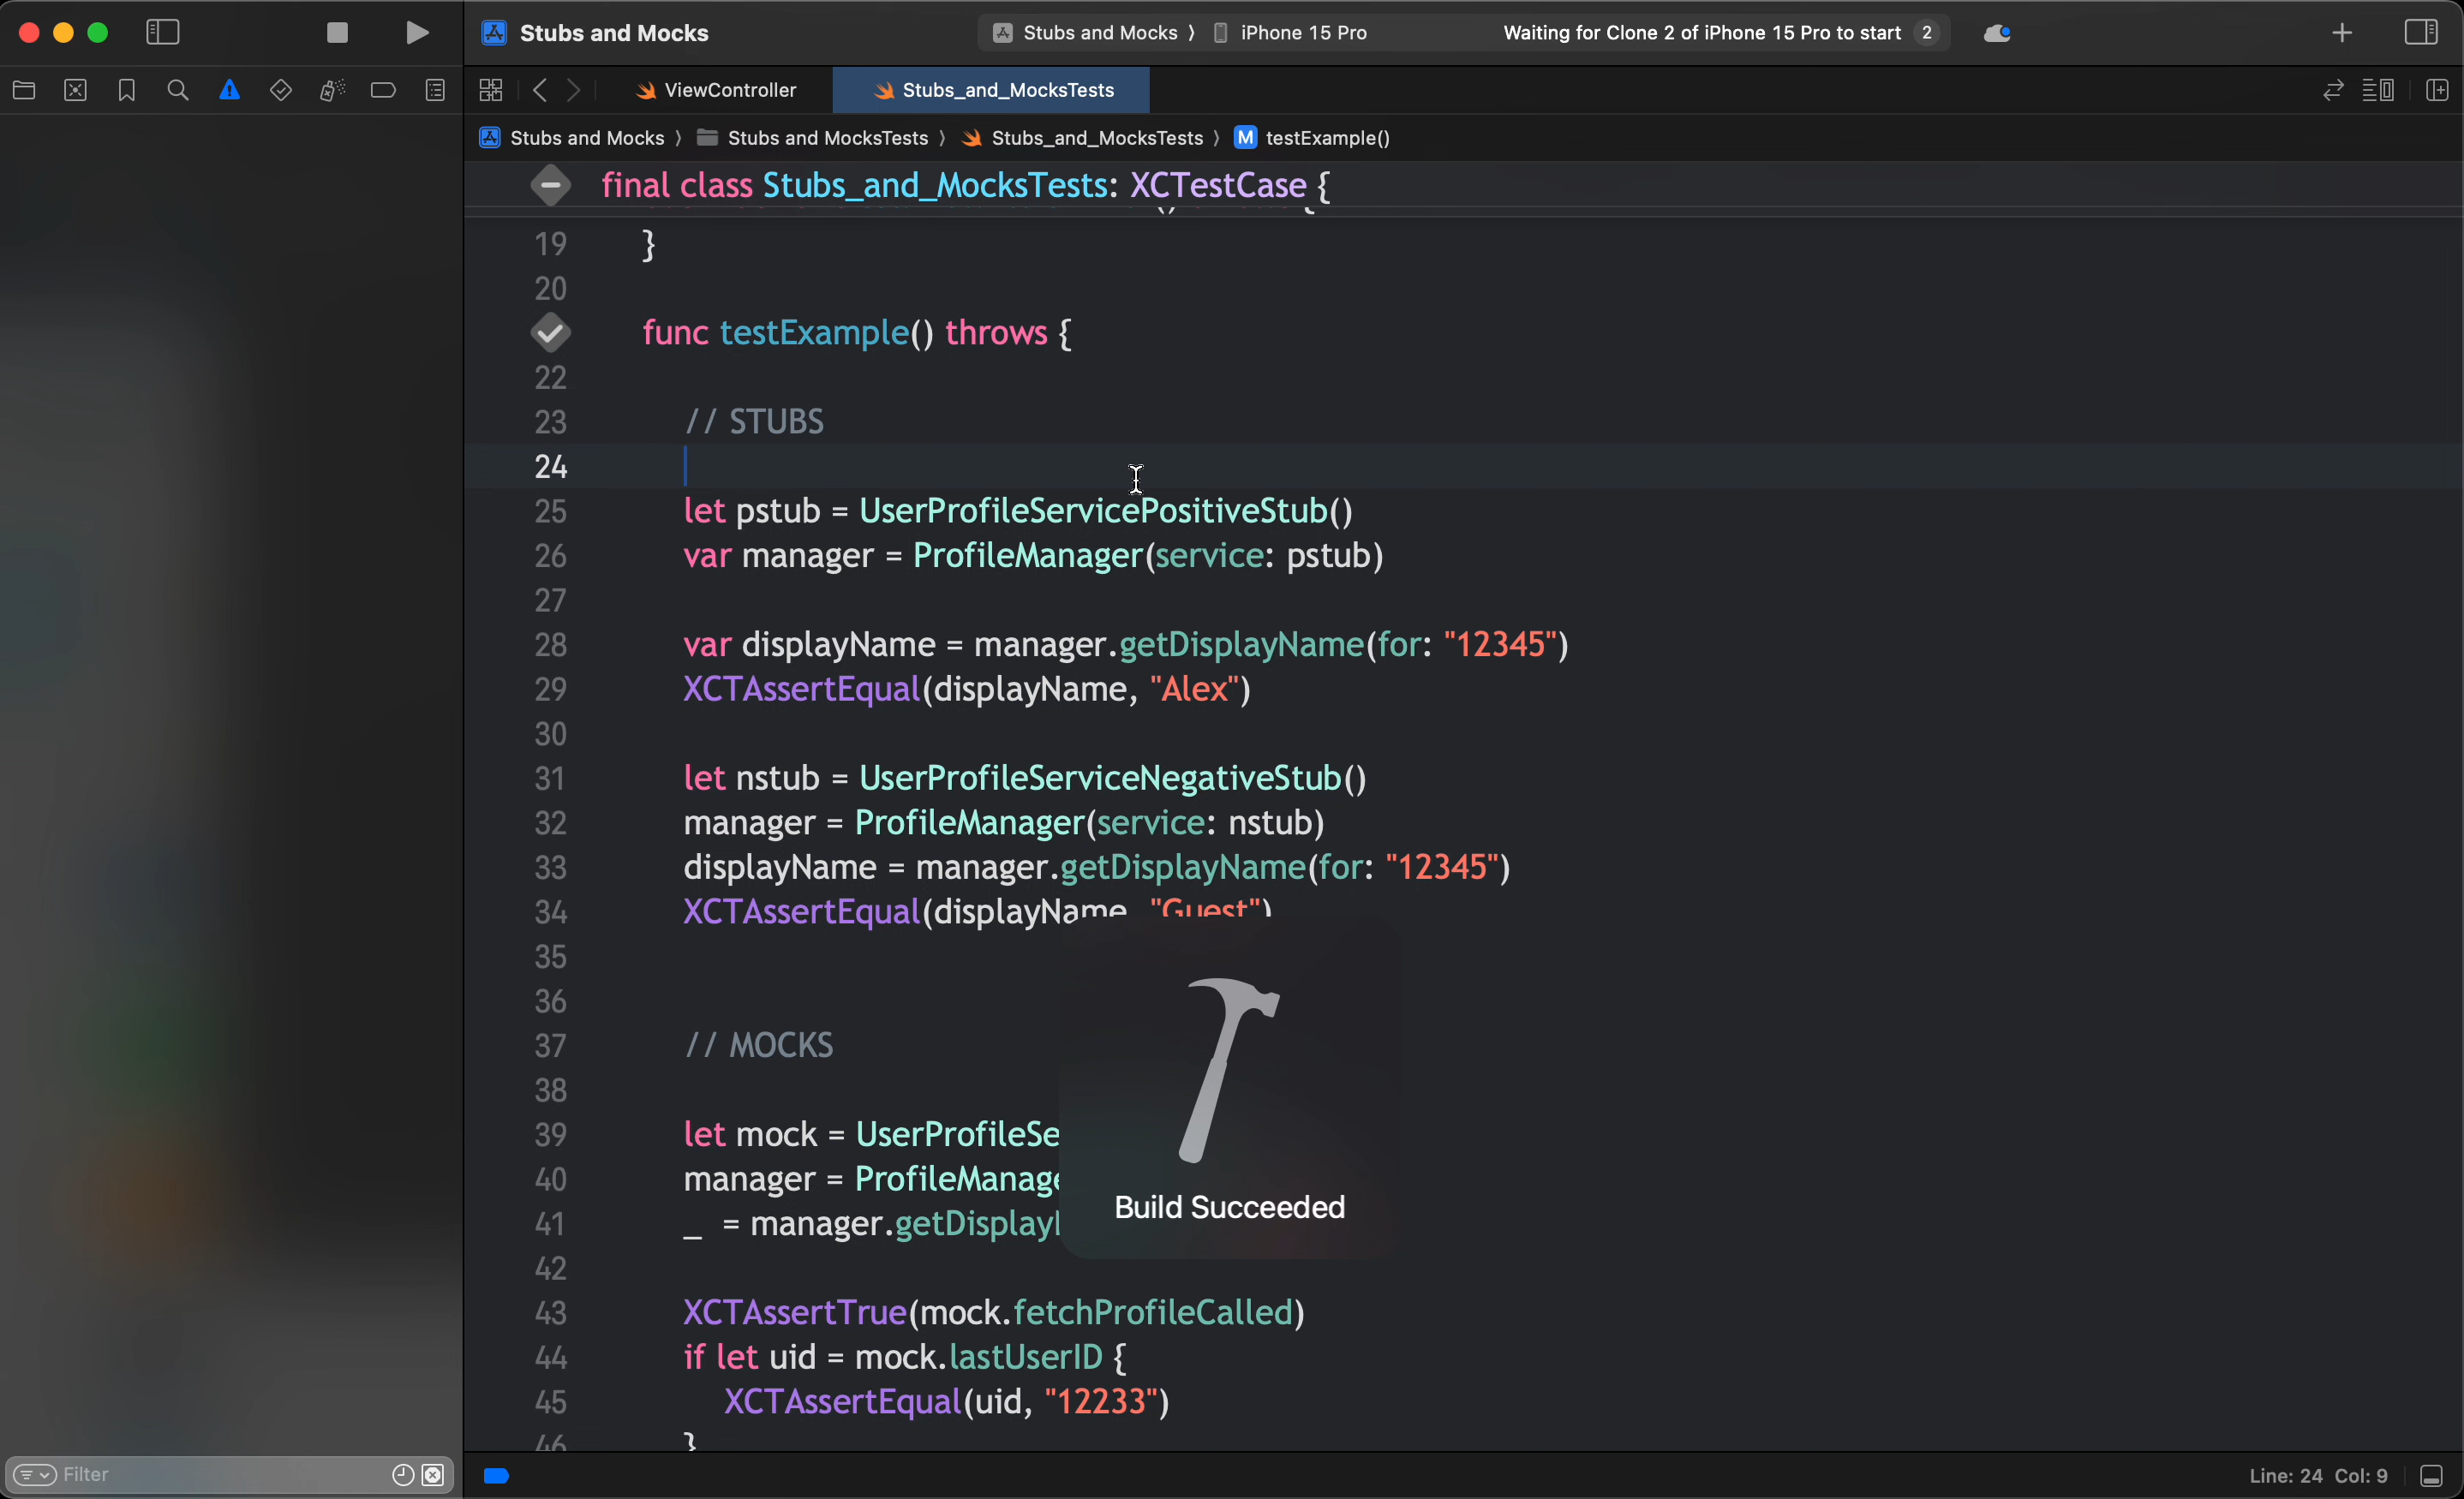 Stubs and Mocks
Stubs and Mocks 〉 iPhone 15 Pro
Waiting for Clone 2 of iPhone 15 Pro to start 2
ViewController
Stubs_and_MocksTests
Stubs and Mocks 〉 Stubs and MocksTests 〉 Stubs_and_MocksTests 〉 M testExample()
final class Stubs_and_MocksTests: XCTestCase {
19 }
20
func testExample() throws {
22
23 // STUBS
24
25 let pstub = UserProfileServicePositiveStub()
26 var manager = ProfileManager(service: pstub)
27
28 var displayName = manager.getDisplayName(for: "12345")
29 XCTAssertEqual(displayName, "Alex")
30
31 let nstub = UserProfileServiceNegativeStub()
32 manager = ProfileManager(service: nstub)
33 displayName = manager.getDisplayName(for: "12345")
34 XCTAssertEqual(displayName, "Guest")
35
36
37 // MOCKS
38
39 let mock = UserProfileSe
40 manager = ProfileManage
41 _ = manager.getDisplay
42
43 XCTAssertTrue(mock.fetchProfileCalled)
44 if let uid = mock.lastUserID {
45 XCTAssertEqual(uid, "12233")
46 }
Build Succeeded
Filter
Line: 24 Col: 9